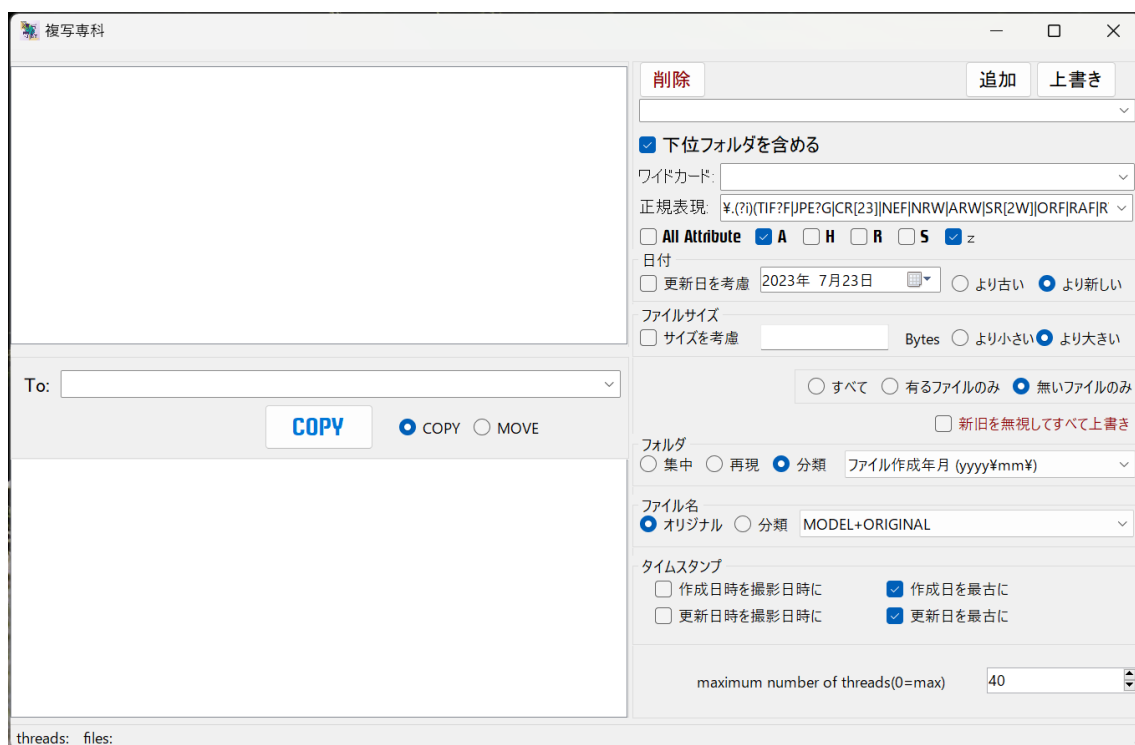 複写専科
削除 追加 上書き
下位フォルダを含める
ワイドカード:
正規表現: ¥.(?i)(TIF?F|JPE?G|CR[23]|NEF|NRW|ARW|SR[2W]|ORF|RAF|R
All Attribute A H R S z
日付
更新日を考慮 2023年 7月23日 より古い より新しい
ファイルサイズ
サイズを考慮 Bytes より小さい より大きい
To:
すべて 有るファイルのみ 無いファイルのみ
COPY COPY MOVE
新旧を無視してすべて上書き
フォルダ
集中 再現 分類 ファイル作成年月 (yyyy¥mm¥)
ファイル名
オリジナル 分類 MODEL+ORIGINAL
タイムスタンプ
作成日時を撮影日時に 作成日を最古に
更新日時を撮影日時に 更新日を最古に
maximum number of threads(0=max) 40
threads: files: